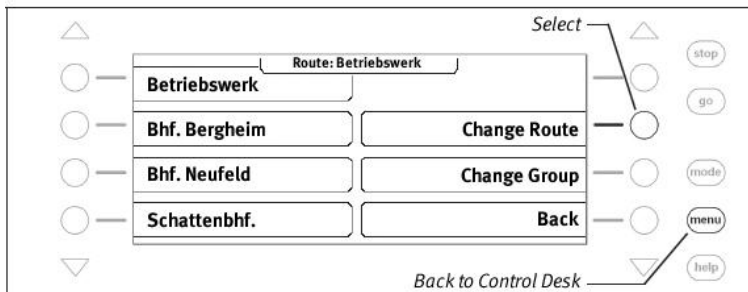 Select
stop
Route: Betriebswerk
Betriebswerk
go
Bhf. Bergheim
Change Route
Bhf. Neufeld
Change Group
mode
Schattenbhf.
Back
menu
help
Back to Control Desk